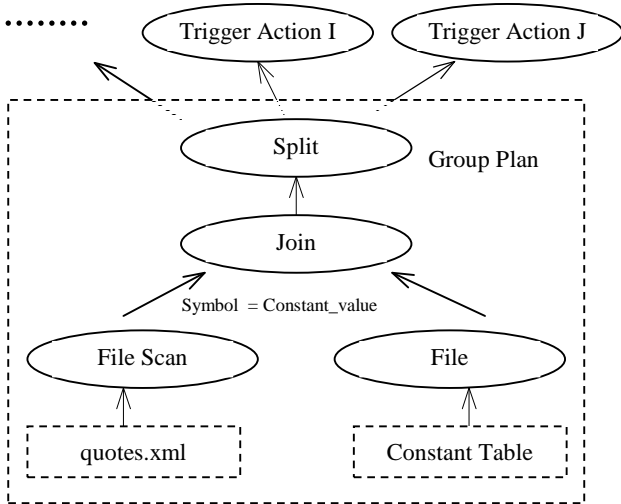 Trigger Action I
Trigger Action J
Split
Group Plan
Join
Symbol = Constant_value
File Scan
File
quotes.xml
Constant Table